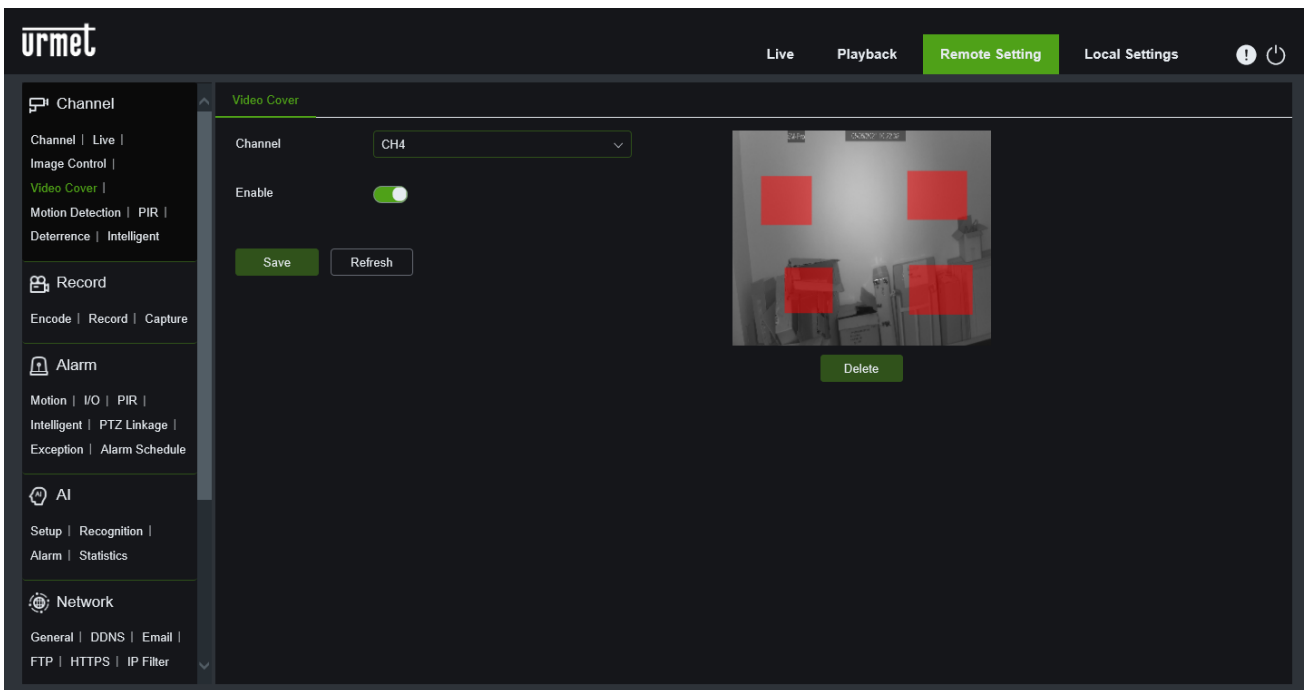 urmet
Live Playback Remote Setting Local Settings
Channel
Channel | Live |
Image Control |
Video Cover |
Motion Detection | PIR |
Deterrence | Intelligent
Record
Encode | Record | Capture
Alarm
Motion | I/O | PIR |
Intelligent | PTZ Linkage |
Exception | Alarm Schedule
AI
AI
Setup | Recognition |
Alarm | Statistics
Network
General | DDNS | Email |
FTP | HTTPS | IP Filter
Video Cover
Channel CH4
Enable
Save Refresh
Delete